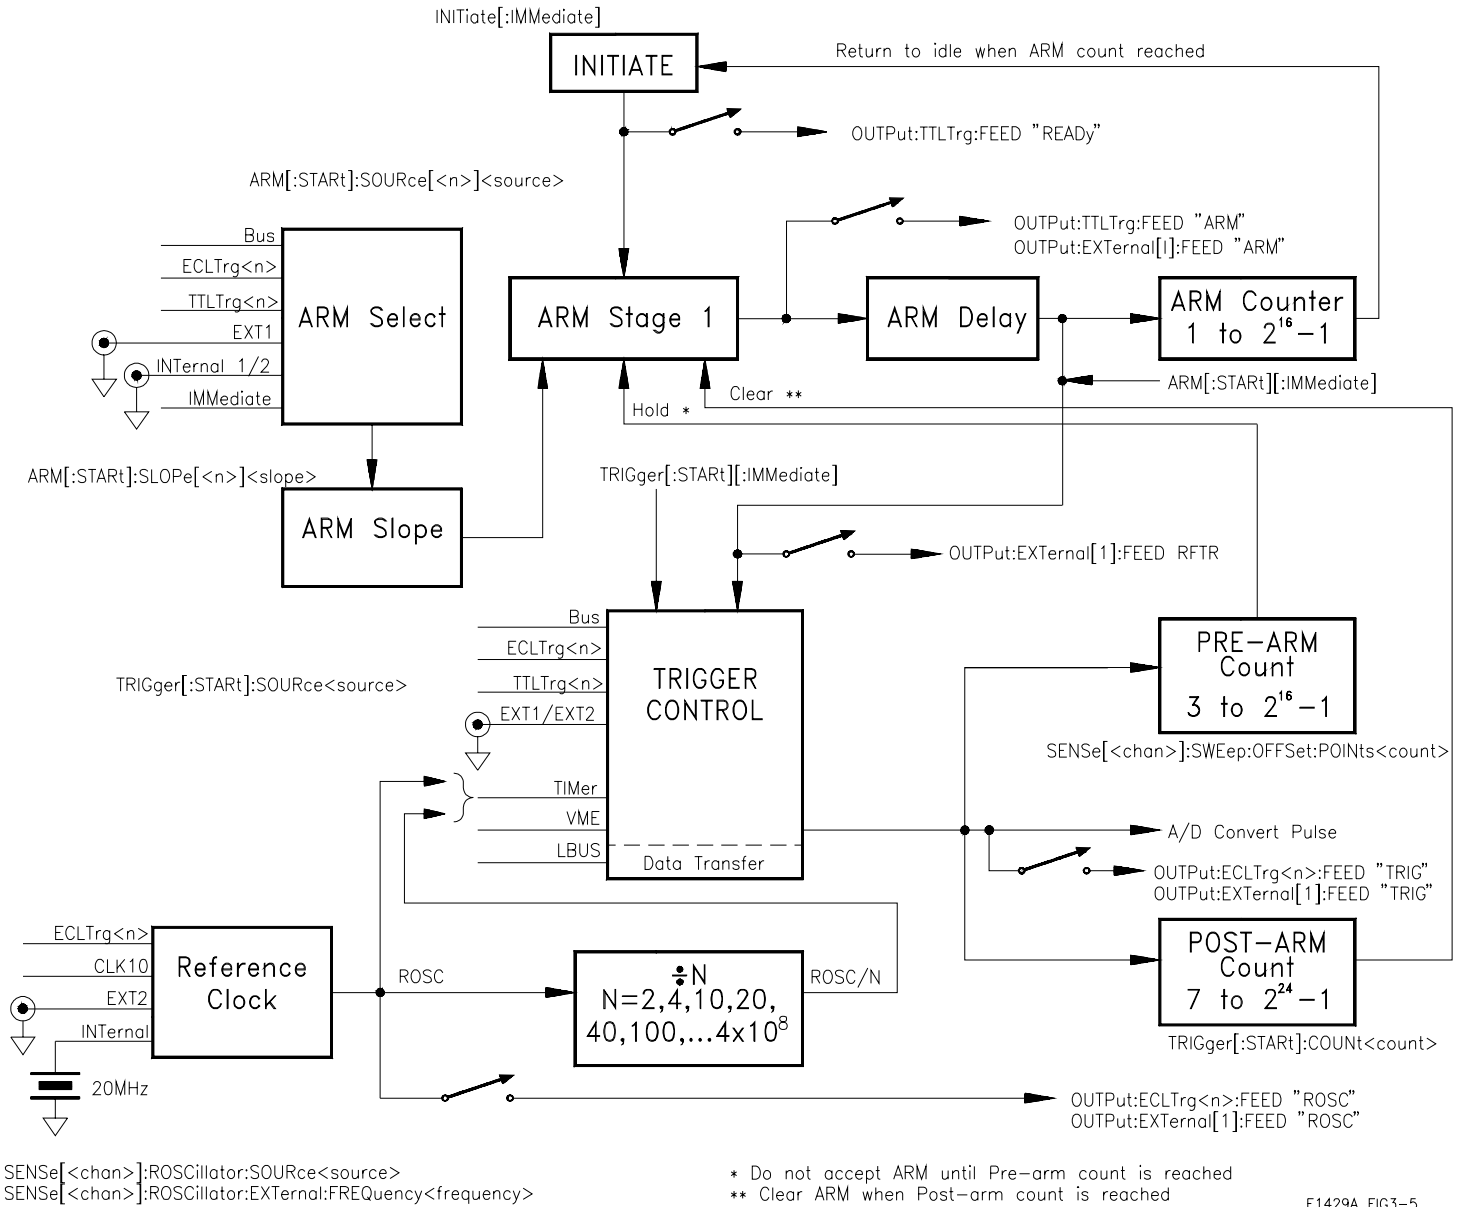 INITiate[:IMMediate]
INITIATE
Return to idle when ARM count reached
OUTPut:TTLTrg:FEED "READy"
ARM[:STARt]:SOURce[<n>]<source>
Bus
ECLTrg<n>
TTLTrg<n>
EXT1
INTernal 1/2
IMMediate
ARM Select
ARM Stage 1
OUTPut:TTLTrg:FEED "ARM"
OUTPut:EXTernal[l]:FEED "ARM"
ARM Delay
ARM Counter
1 to 2^16-1
ARM[:STARt][:IMMediate]
Clear **
Hold *
ARM[:STARt]:SLOPe[<n>]<slope>
ARM Slope
TRIGger[:STARt][:IMMediate]
OUTPut:EXTernal[1]:FEED RFTR
TRIGger[:STARt]:SOURce<source>
Bus
ECLTrg<n>
TTLTrg<n>
EXT1/EXT2
TIMer
VME
LBUS
TRIGGER
CONTROL
Data Transfer
PRE-ARM
Count
3 to 2^16-1
SENSe[<chan>]:SWEep:OFFSet:POINts<count>
A/D Convert Pulse
OUTPut:ECLTrg<n>:FEED "TRIG"
OUTPut:EXTernal[1]:FEED "TRIG"
POST-ARM
Count
7 to 2^24-1
TRIGger[:STARt]:COUNt<count>
ECLTrg<n>
CLK10
EXT2
INTernal
20MHz
Reference
Clock
ROSC
÷N
N=2,4,10,20,
40,100,...4x10^8
ROSC/N
OUTPut:ECLTrg<n>:FEED "ROSC"
OUTPut:EXTernal[1]:FEED "ROSC"
SENSe[<chan>]:ROSCillator:SOURce<source>
SENSe[<chan>]:ROSCillator:EXTernal:FREQuency<frequency>
* Do not accept ARM until Pre-arm count is reached
** Clear ARM when Post-arm count is reached
E1429A FIG3-5